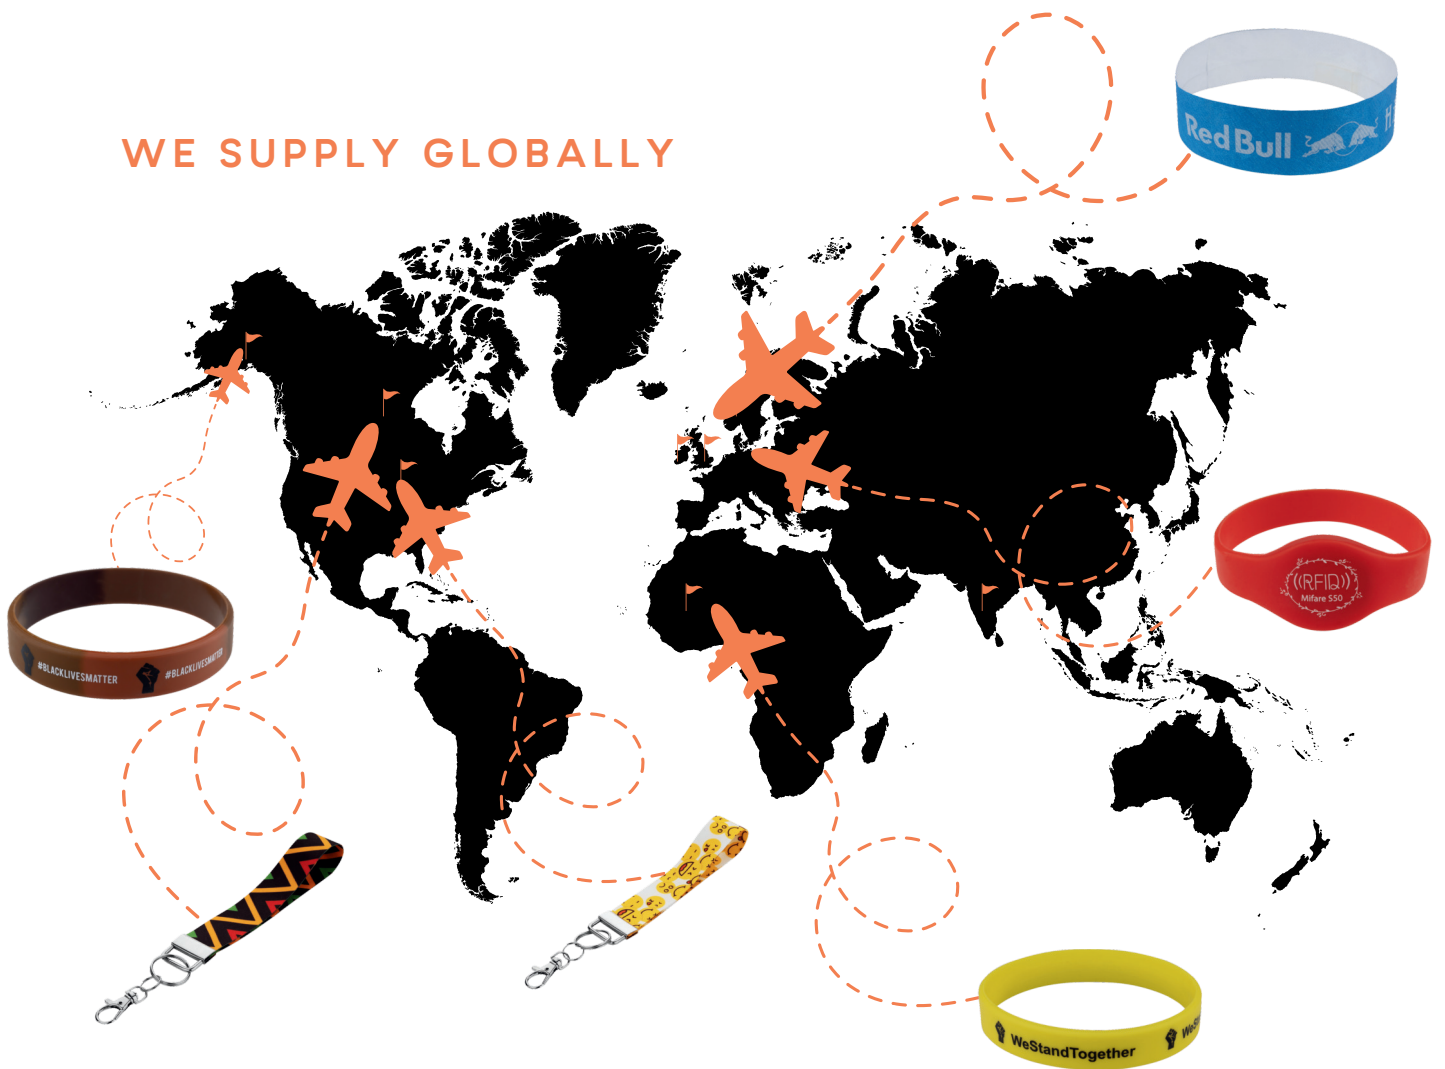 WE SUPPLY GLOBALLY
Red Bull
((RFID))
Mifare S50
#BLACKLIVESMATTER #BLACKLIVESMATTER
WeStandTogether